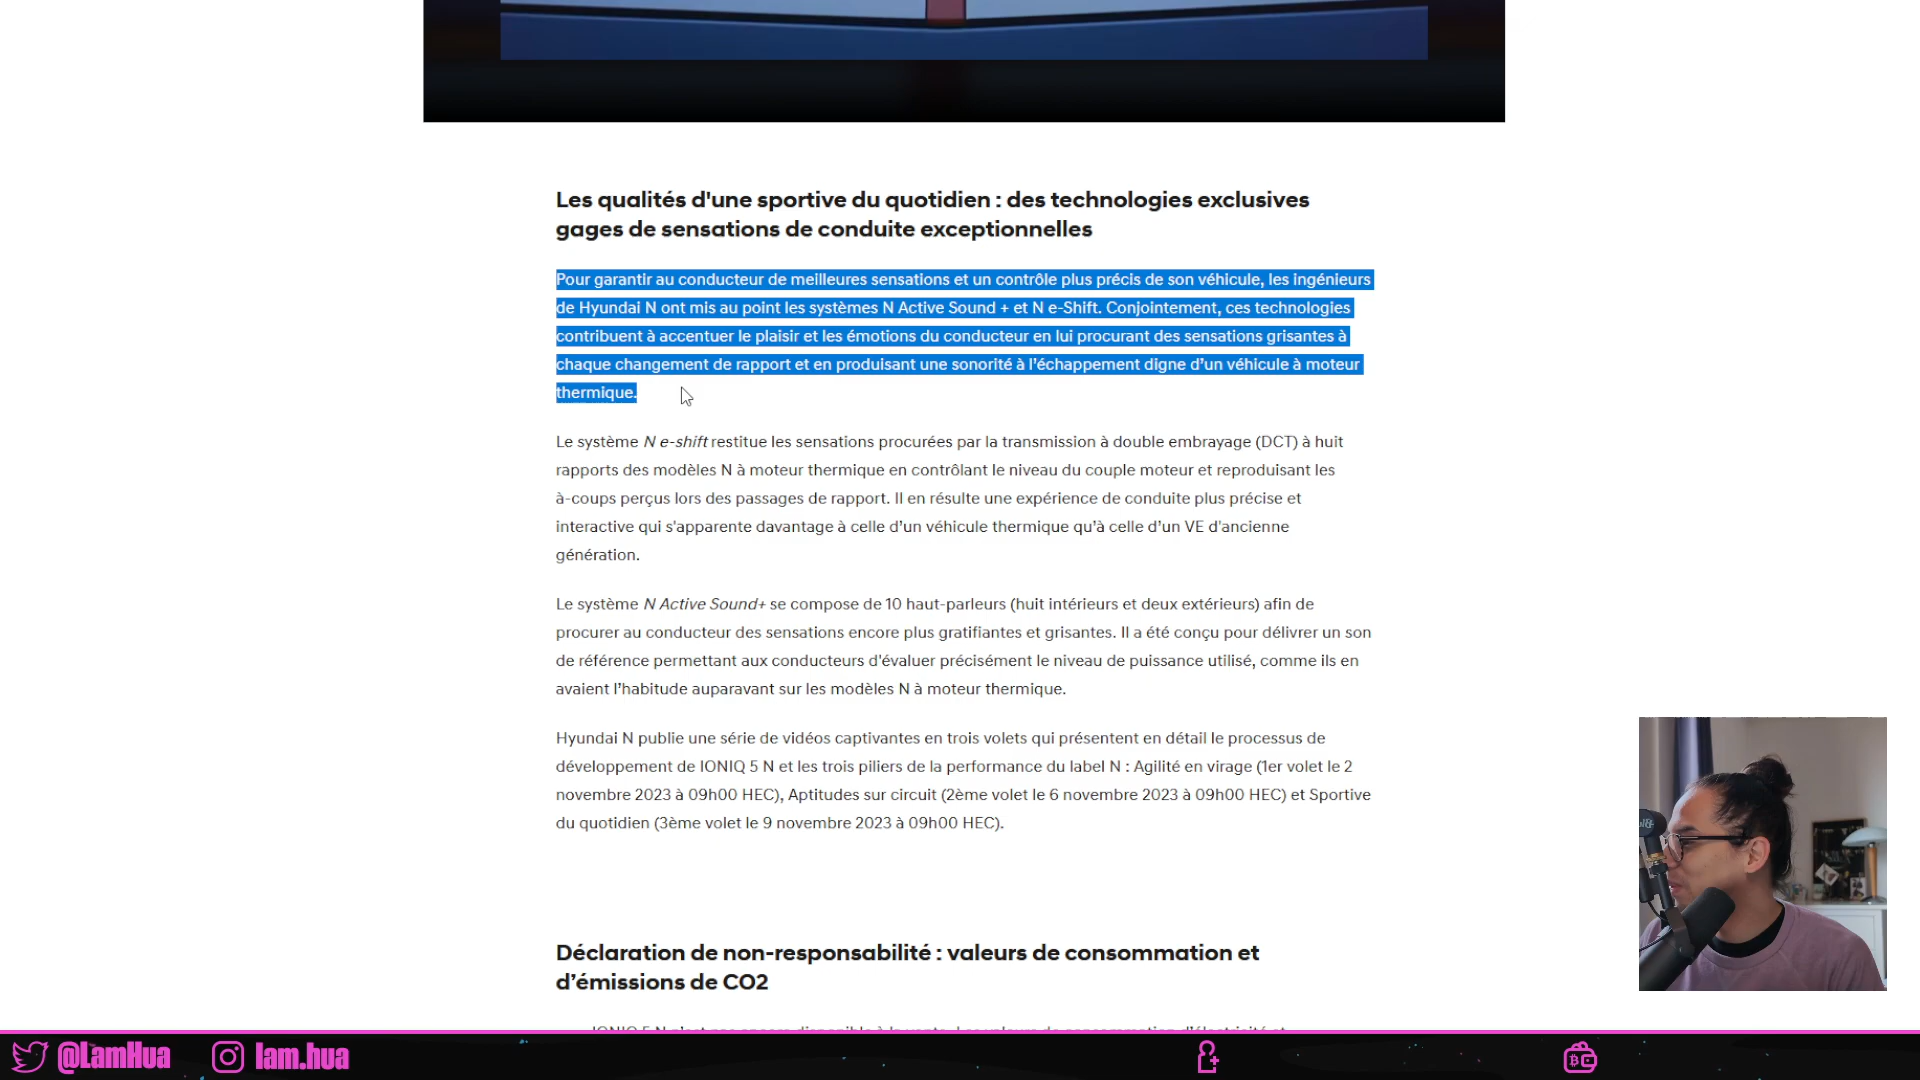 Les qualités d'une sportive du quotidien : des technologies exclusives
gages de sensations de conduite exceptionnelles
Pour garantir au conducteur de meilleures sensations et un contrôle plus précis de son véhicule, les ingénieurs
de Hyundai N ont mis au point les systèmes N Active Sound + et N e-Shift. Conjointement, ces technologies
contribuent à accentuer le plaisir et les émotions du conducteur en lui procurant des sensations grisantes à
chaque changement de rapport et en produisant une sonorité à l’échappement digne d’un véhicule à moteur
thermique.
Le système N e-shift restitue les sensations procurées par la transmission à double embrayage (DCT) à huit
rapports des modèles N à moteur thermique en contrôlant le niveau du couple moteur et reproduisant les
à-coups perçus lors des passages de rapport. Il en résulte une expérience de conduite plus précise et
interactive qui s'apparente davantage à celle d’un véhicule thermique qu’à celle d’un VE d'ancienne
génération.
Le système N Active Sound+ se compose de 10 haut-parleurs (huit intérieurs et deux extérieurs) afin de
procurer au conducteur des sensations encore plus gratifiantes et grisantes. Il a été conçu pour délivrer un son
de référence permettant aux conducteurs d'évaluer précisément le niveau de puissance utilisé, comme ils en
avaient l’habitude auparavant sur les modèles N à moteur thermique.
Hyundai N publie une série de vidéos captivantes en trois volets qui présentent en détail le processus de
développement de IONIQ 5 N et les trois piliers de la performance du label N : Agilité en virage (1er volet le 2
novembre 2023 à 09h00 HEC), Aptitudes sur circuit (2ème volet le 6 novembre 2023 à 09h00 HEC) et Sportive
du quotidien (3ème volet le 9 novembre 2023 à 09h00 HEC).
Déclaration de non-responsabilité : valeurs de consommation et
d’émissions de CO2
@LamHua lam.hua